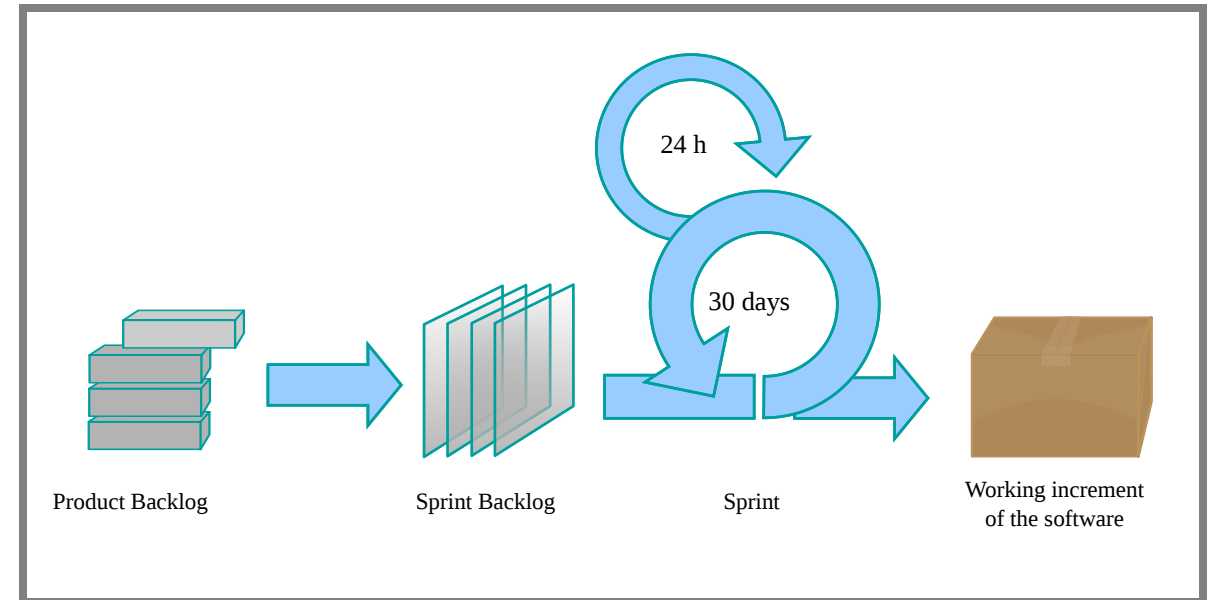 24 h
30 days
Product Backlog
Sprint Backlog
Sprint
Working increment
of the software